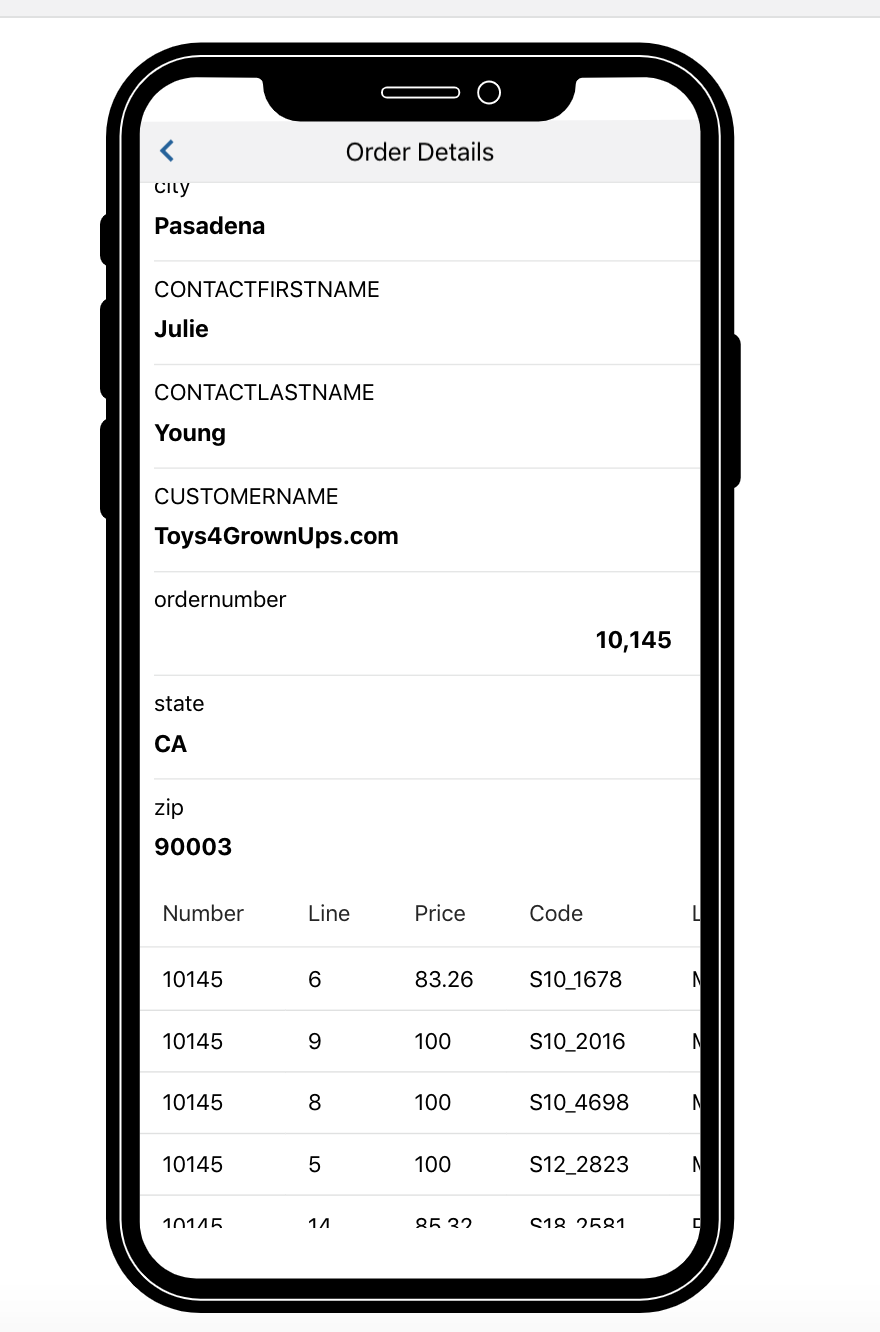 Order Details
city
Pasadena
CONTACTFIRSTNAME
Julie
CONTACTLASTNAME
Young
CUSTOMERNAME
Toys4GrownUps.com
ordernumber
10,145
state
CA
zip
90003
Number Line Price Code
10145 6 83.26 S10_1678
10145 9 100 S10_2016
10145 8 100 S10_4698
10145 5 100 S12_2823
10145 14 85.32 S18_2581